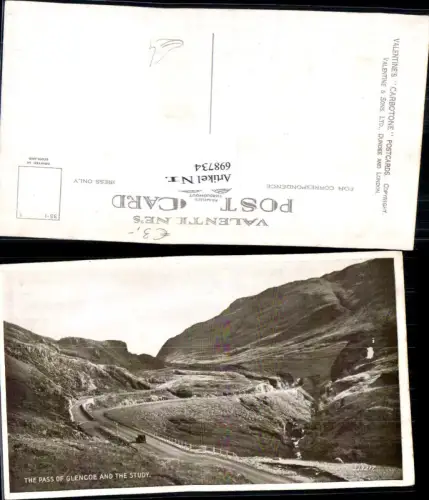 VALENTINE'S "CARBOTONE" POSTCARDS. COPYRIGHT.
VALENTINE & SONS, LTD., DUNDEE AND LONDON.
Artikel Nr.
698734
FOR CORRESPONDENCE
ADDRESS ONLY
POST CARD
VALENTINE'S
€3,-
THE PASS OF GLENCOE AND THE STUDY.